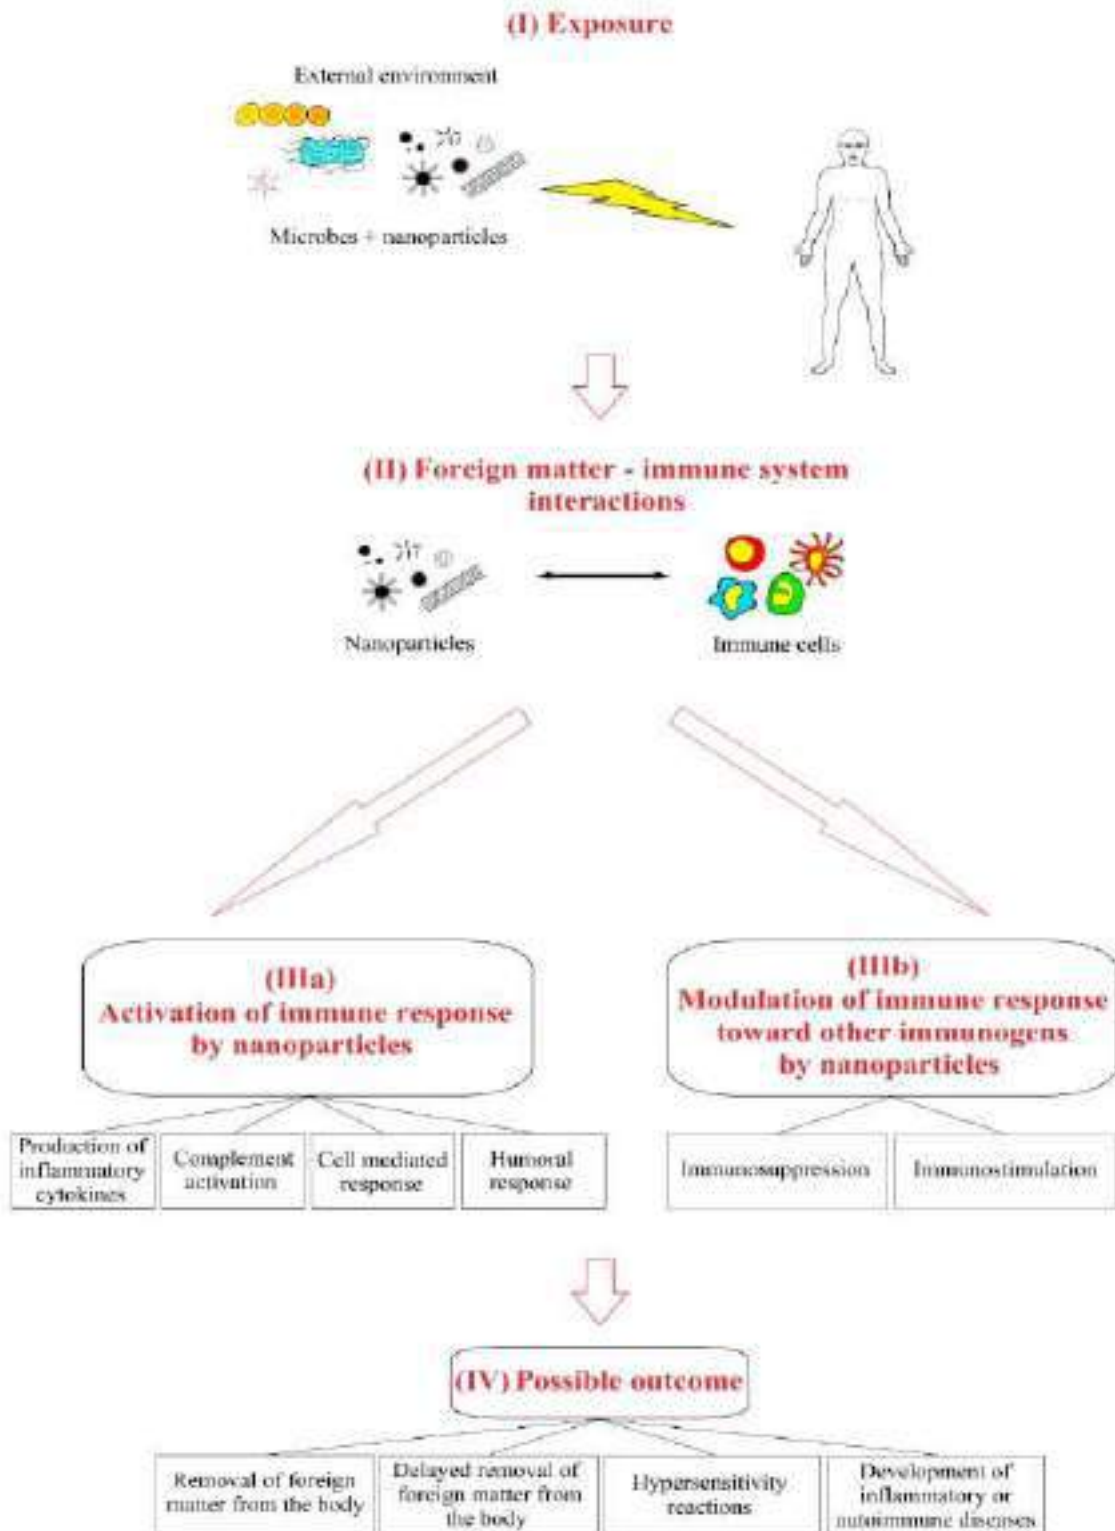 (I) Exposure
External environment
Microbes + nanoparticles
(II) Foreign matter - immune system
interactions
Nanoparticles
Immune cells
(IIIa)
Activation of immune response
by nanoparticles
(IIIb)
Modulation of immune response
toward other immunogens
by nanoparticles
Production of
inflammatory
cytokines
Complement
activation
Cell mediated
response
Humoral
response
Immunosuppression
Immunostimulation
(IV) Possible outcome
Removal of foreign
matter from the body
Delayed removal of
foreign matter from
the body
Hypersensitivity
reactions
Development of
inflammatory or
autoimmune diseases